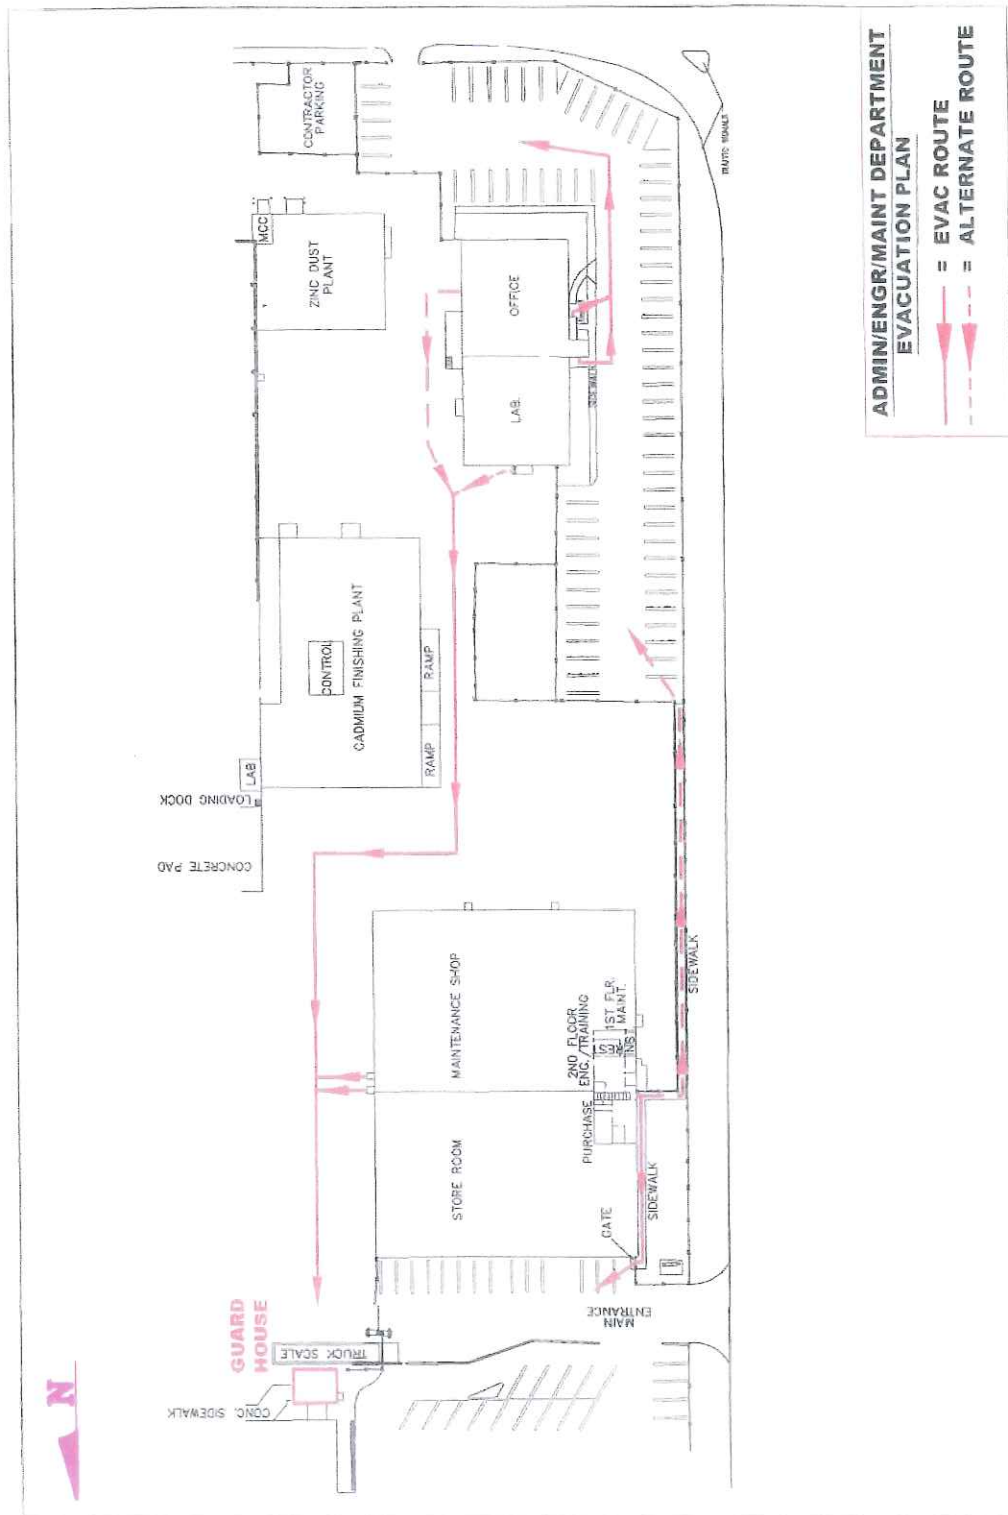 ADMIN/ENGR/MAINT DEPARTMENT
EVACUATION PLAN
= EVAC ROUTE
= ALTERNATE ROUTE
N
CONC. SIDEWALK
GUARD
HOUSE
TRUCK SCALE
MAIN
ENTRANCE
GATE
STORE ROOM
SIDEWALK
PURCHASE
2ND FLOOR
ENG./TRAINING
1ST FLR.
MAINT.
MAINTENANCE SHOP
SIDEWALK
CONCRETE PAD
LOADING DOCK
LAB
RAMP
RAMP
CONTROL
CADMIUM FINISHING PLANT
LAB.
OFFICE
SIDEWALK
ZINC DUST
PLANT
MCC
CONTRACTOR
PARKING